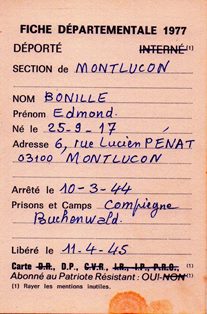 FICHE DÉPARTEMENTALE 1977
DÉPORTÉ INTERNÉ (1)
SECTION de MONTLUCON
NOM BONILLE
Prénom Edmond.
Né le 25-9-17
Adresse 6, rue Lucien PENAT
03100 MONTLUCON
Arrêté le 10-3-44
Prisons et Camps Compiegne
Buchenwald.
Libéré le 11-4-45
Carte D.R., D.P., C.V.R., I.R., I.P., P.R.O., (1)
Abonné au Patriote Résistant : OUI-NON (1)
(1) Rayer les mentions inutiles.